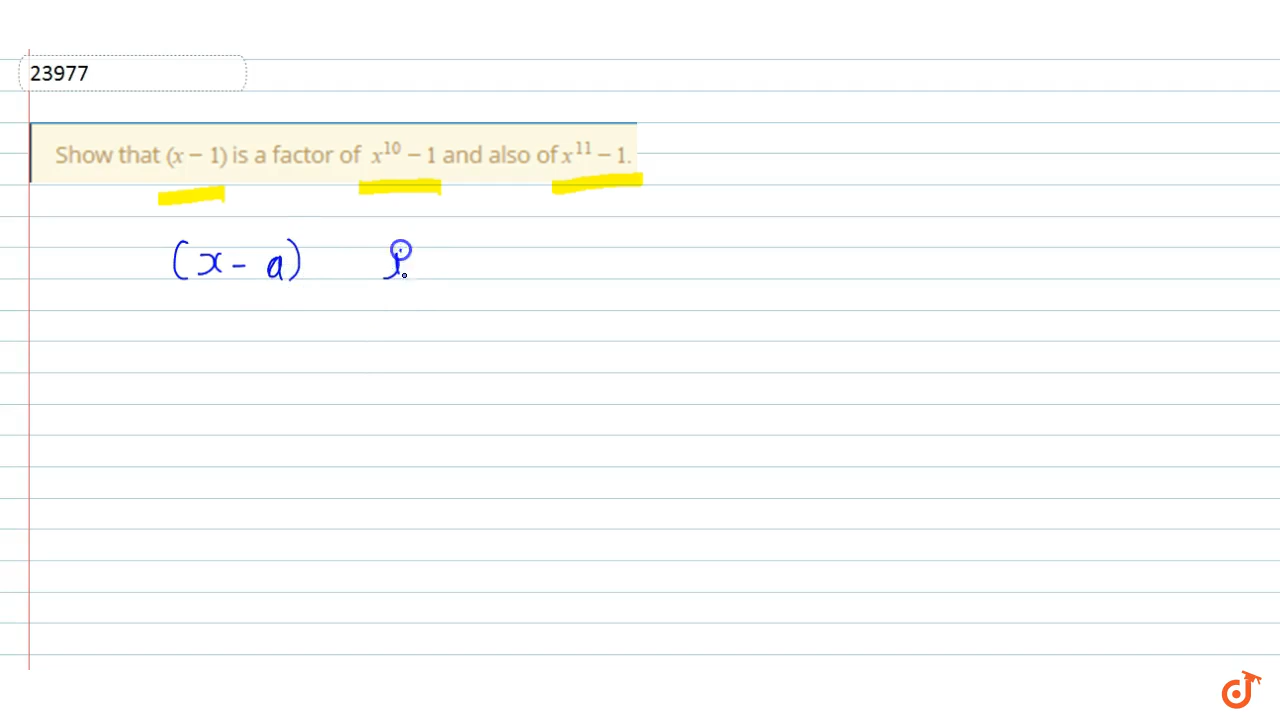 23977
Show that (x − 1) is a factor of x¹⁰ − 1 and also of x¹¹ − 1.
(x - a) P